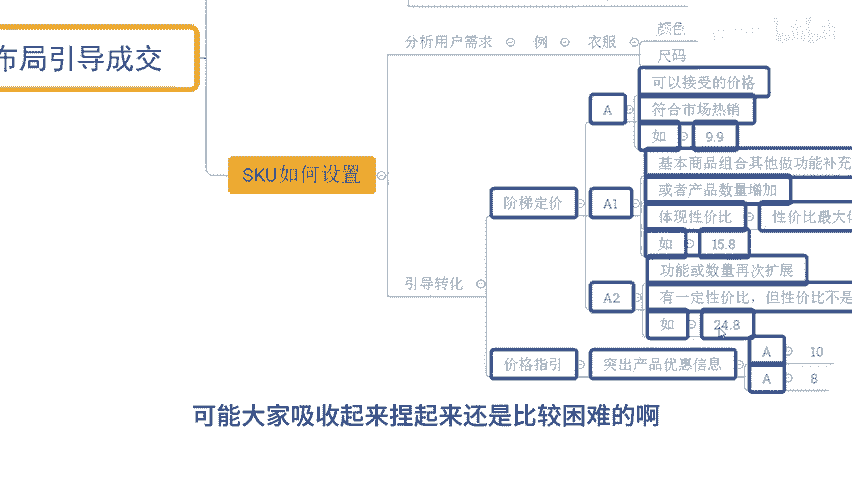 布局引导成交
SKU如何设置
分析用户需求 例 衣服 颜色
尺码
引导转化
阶梯定价
A
可以接受的价格
符合市场热销
如 9.9
A1
基本商品组合其他做功能补充
或者产品数量增加
体现性价比 性价比最大
如 15.8
A2
功能或数量再次扩展
有一定性价比，但性价比不是
如 24.8
价格指引 突出产品优惠信息
A 10
A 8
可能大家吸收起来捏起来还是比较困难的啊